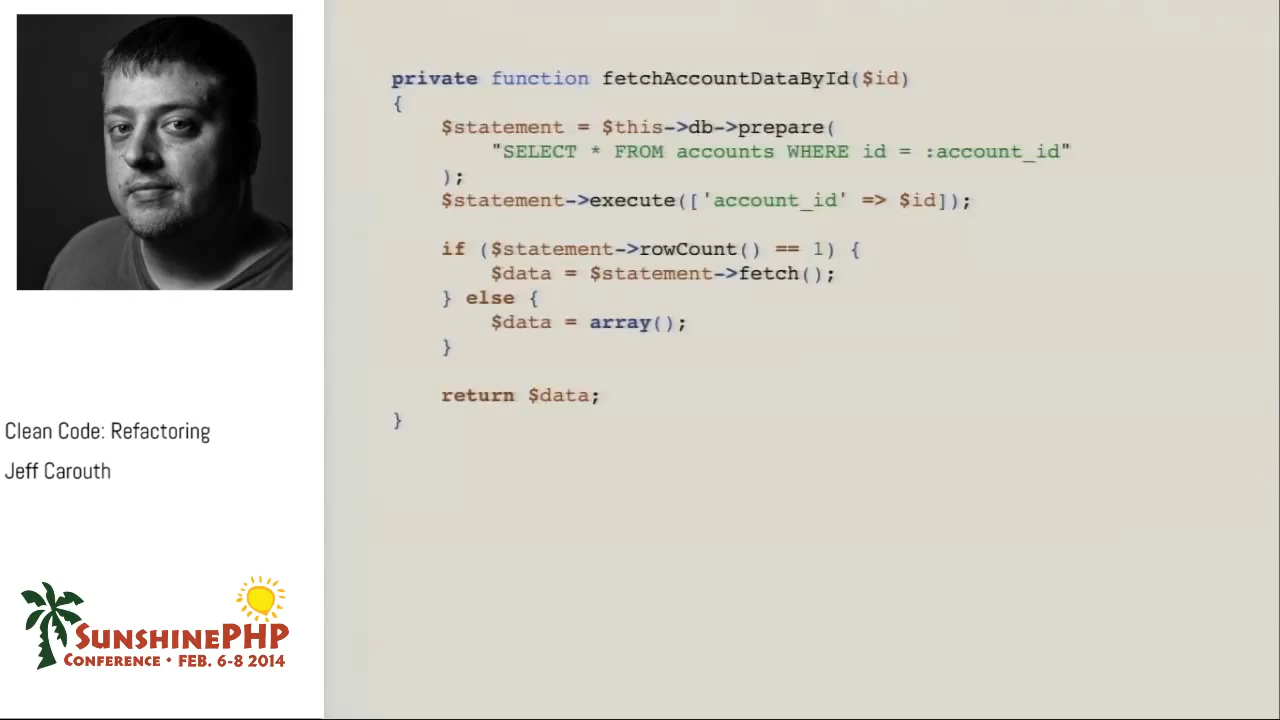 private function fetchAccountDataById($id)
{
    $statement = $this->db->prepare(
        "SELECT * FROM accounts WHERE id = :account_id"
    );
    $statement->execute(['account_id' => $id]);

    if ($statement->rowCount() == 1) {
        $data = $statement->fetch();
    } else {
        $data = array();
    }

    return $data;
}
Clean Code: Refactoring
Jeff Carouth
SUNSHINEPHP
CONFERENCE • FEB. 6-8 2014